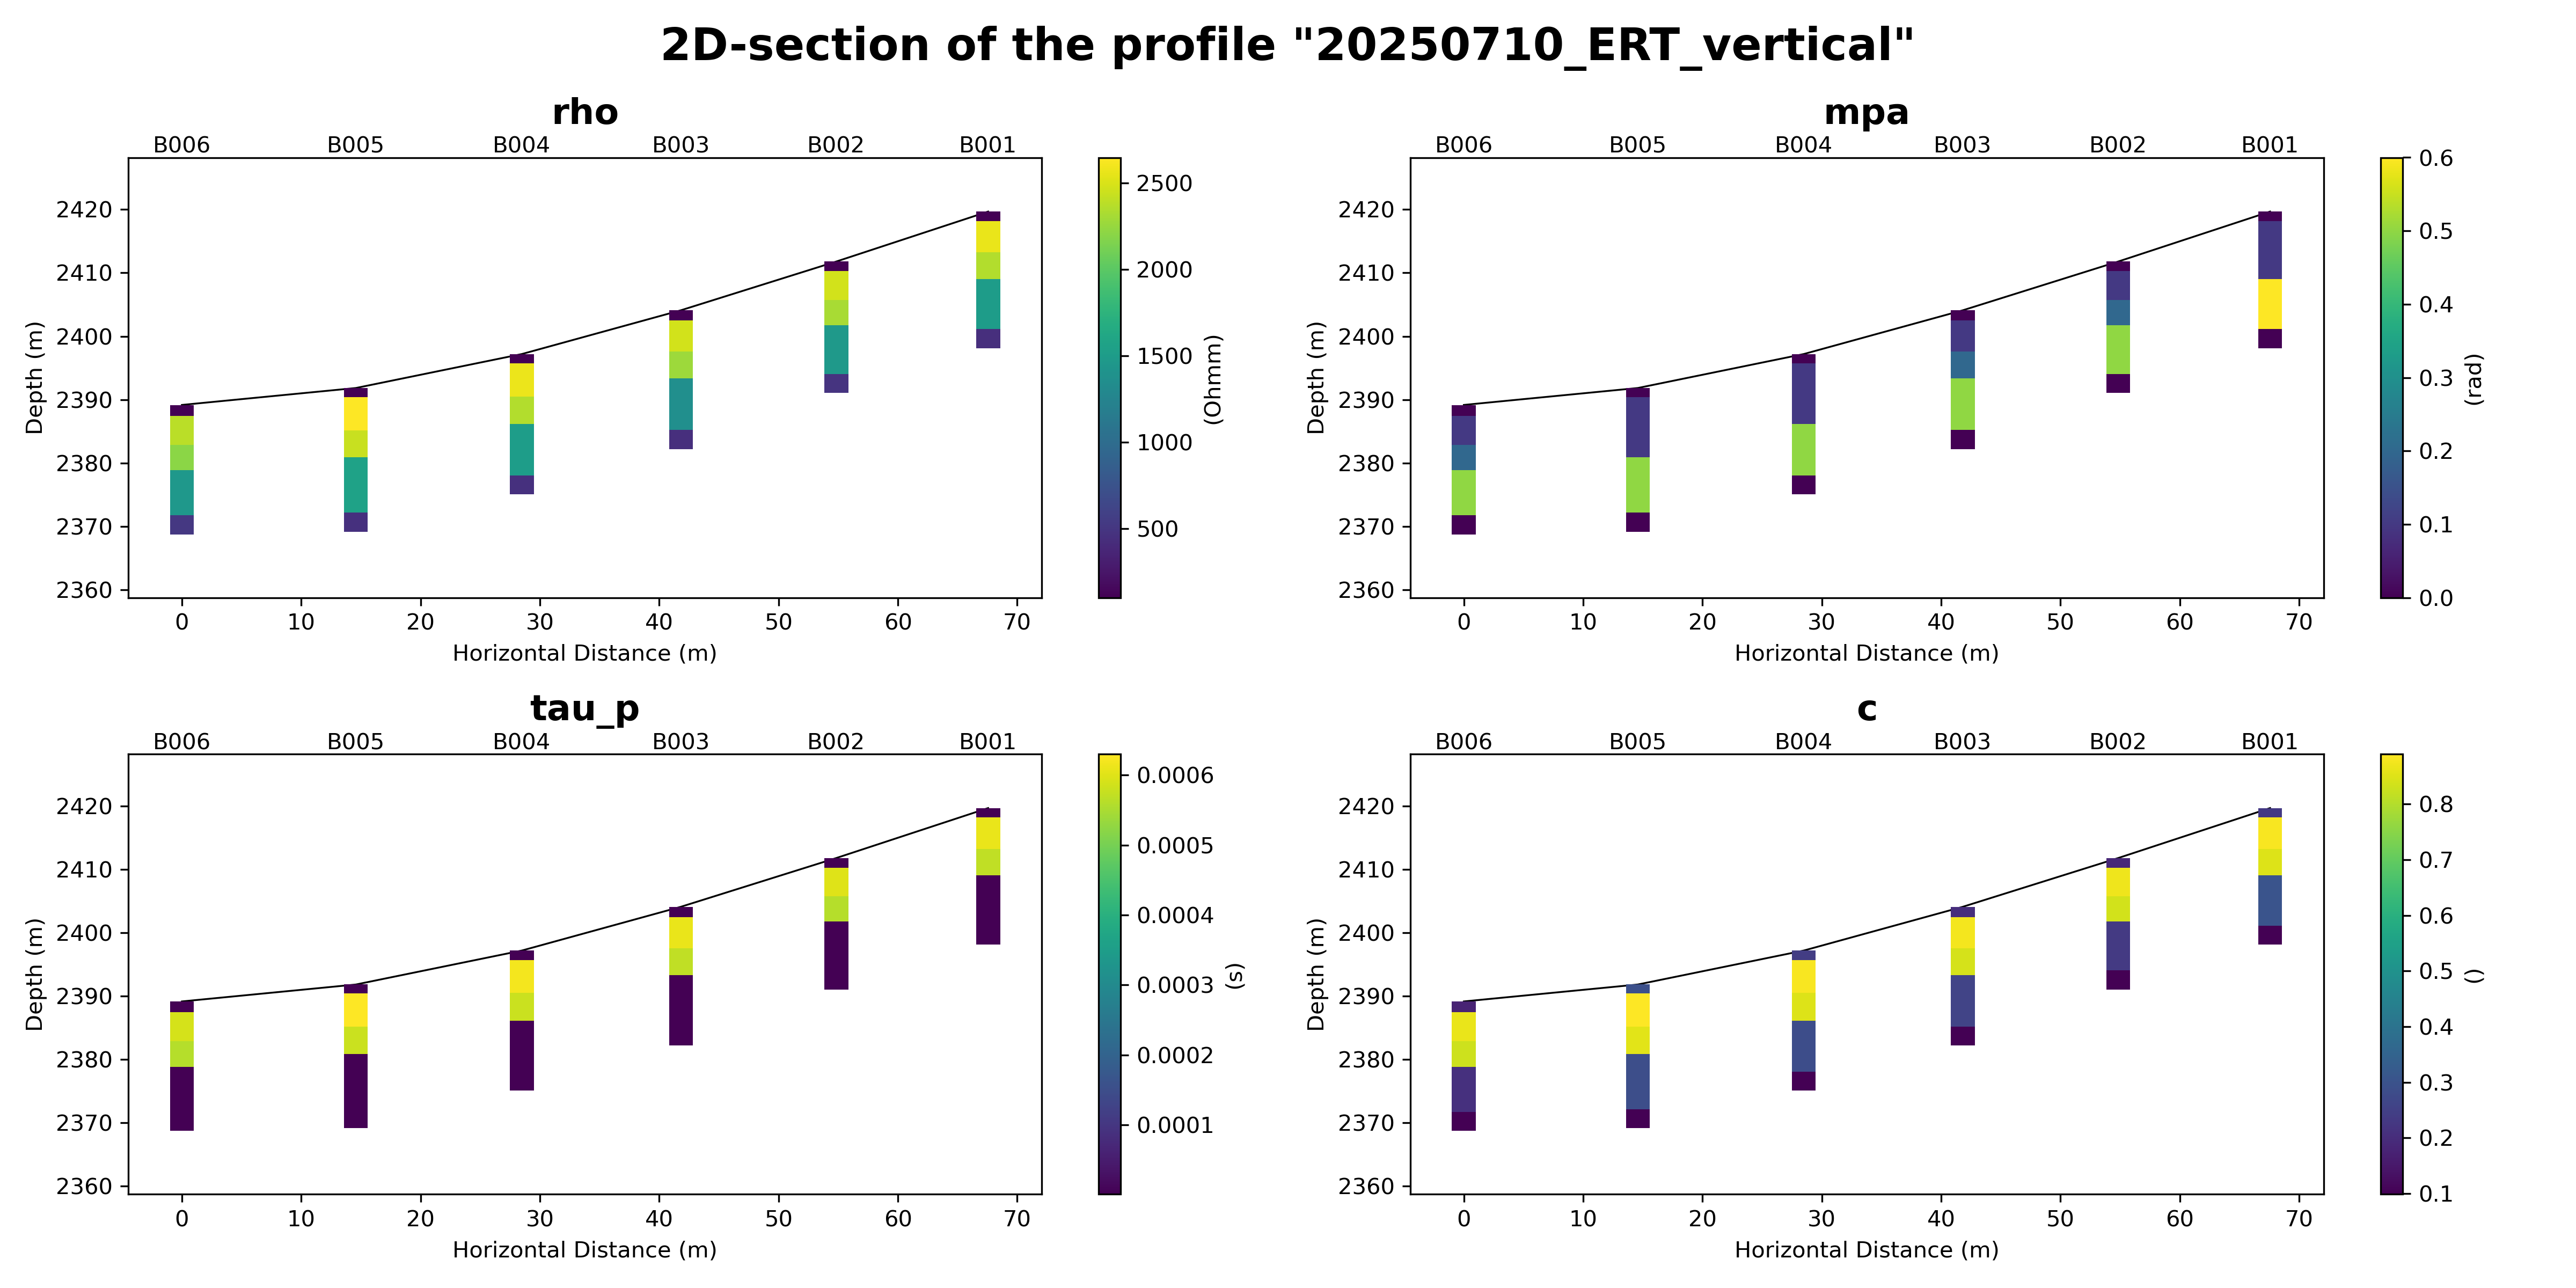 2D-section of the profile "20250710_ERT_vertical"
rho
B006 B005 B004 B003 B002 B001
2420
2410
2400
2390
2380
2370
2360
Depth (m)
0 10 20 30 40 50 60 70
Horizontal Distance (m)
2500
2000
1500
1000
500
(Ohmm)
mpa
B006 B005 B004 B003 B002 B001
2420
2410
2400
2390
2380
2370
2360
Depth (m)
0 10 20 30 40 50 60 70
Horizontal Distance (m)
0.6
0.5
0.4
0.3
0.2
0.1
0.0
(rad)
tau_p
B006 B005 B004 B003 B002 B001
2420
2410
2400
2390
2380
2370
2360
Depth (m)
0 10 20 30 40 50 60 70
Horizontal Distance (m)
0.0006
0.0005
0.0004
0.0003
0.0002
0.0001
(s)
c
B006 B005 B004 B003 B002 B001
2420
2410
2400
2390
2380
2370
2360
Depth (m)
0 10 20 30 40 50 60 70
Horizontal Distance (m)
0.8
0.7
0.6
0.5
0.4
0.3
0.2
0.1
()